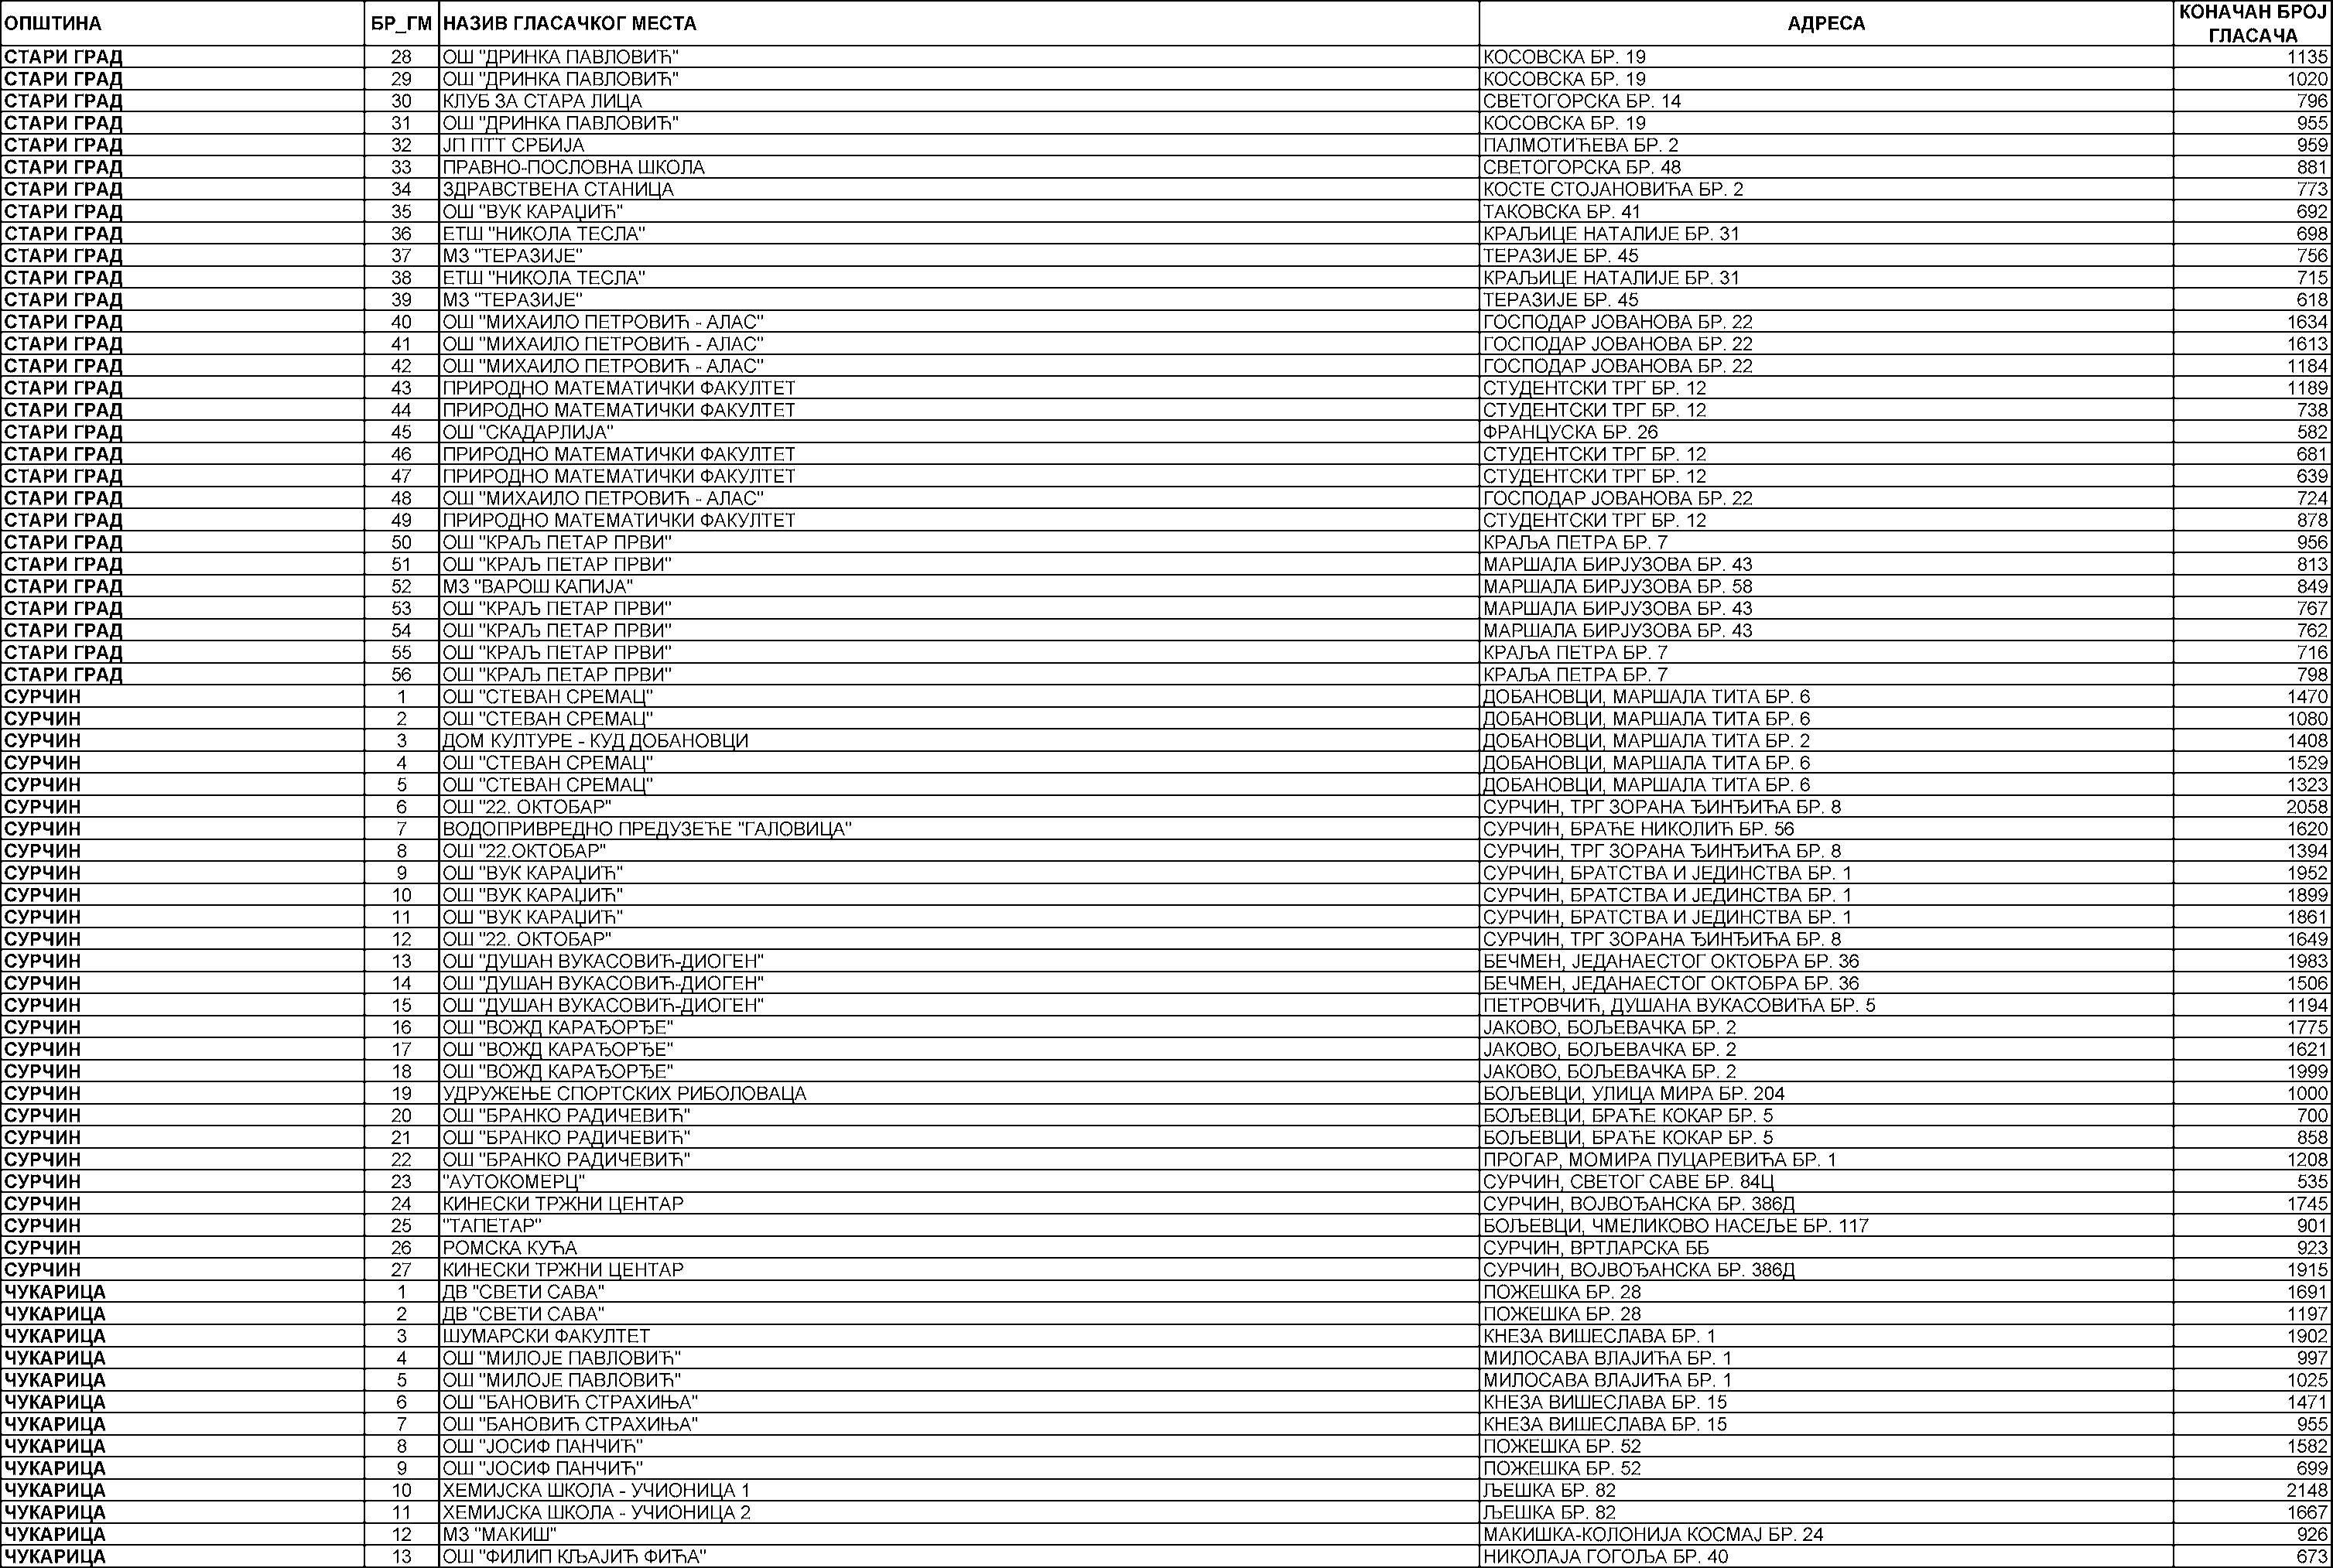 ОПШТИНА БР_ГМ НАЗИВ ГЛАСАЧКОГ МЕСТА АДРЕСА КОНАЧАН БРОЈ ГЛАСАЧА
СТАРИ ГРАД 28 ОШ "ДРИНКА ПАВЛОВИЋ" КОСОВСКА БР. 19 1135
СТАРИ ГРАД 29 ОШ "ДРИНКА ПАВЛОВИЋ" КОСОВСКА БР. 19 1020
СТАРИ ГРАД 30 КЛУБ ЗА СТАРА ЛИЦА СВЕТОГОРСКА БР. 14 796
СТАРИ ГРАД 31 ОШ "ДРИНКА ПАВЛОВИЋ" КОСОВСКА БР. 19 955
СТАРИ ГРАД 32 ЈП ПТТ СРБИЈА ПАЛМОТИЋЕВА БР. 2 959
СТАРИ ГРАД 33 ПРАВНО-ПОСЛОВНА ШКОЛА СВЕТОГОРСКА БР. 48 881
СТАРИ ГРАД 34 ЗДРАВСТВЕНА СТАНИЦА КОСТЕ СТОЈАНОВИЋА БР. 2 773
СТАРИ ГРАД 35 ОШ "ВУК КАРАЏИЋ" ТАКОВСКА БР. 41 692
СТАРИ ГРАД 36 ЕТШ "НИКОЛА ТЕСЛА" КРАЉИЦЕ НАТАЛИЈЕ БР. 31 698
СТАРИ ГРАД 37 МЗ "ТЕРАЗИЈЕ" ТЕРАЗИЈЕ БР. 45 756
СТАРИ ГРАД 38 ЕТШ "НИКОЛА ТЕСЛА" КРАЉИЦЕ НАТАЛИЈЕ БР. 31 715
СТАРИ ГРАД 39 МЗ "ТЕРАЗИЈЕ" ТЕРАЗИЈЕ БР. 45 618
СТАРИ ГРАД 40 ОШ "МИХАИЛО ПЕТРОВИЋ - АЛАС" ГОСПОДАР ЈОВАНОВА БР. 22 1634
СТАРИ ГРАД 41 ОШ "МИХАИЛО ПЕТРОВИЋ - АЛАС" ГОСПОДАР ЈОВАНОВА БР. 22 1613
СТАРИ ГРАД 42 ОШ "МИХАИЛО ПЕТРОВИЋ - АЛАС" ГОСПОДАР ЈОВАНОВА БР. 22 1184
СТАРИ ГРАД 43 ПРИРОДНО МАТЕМАТИЧКИ ФАКУЛТЕТ СТУДЕНТСКИ ТРГ БР. 12 1189
СТАРИ ГРАД 44 ПРИРОДНО МАТЕМАТИЧКИ ФАКУЛТЕТ СТУДЕНТСКИ ТРГ БР. 12 738
СТАРИ ГРАД 45 ОШ "СКАДАРЛИЈА" ФРАНЦУСКА БР. 26 582
СТАРИ ГРАД 46 ПРИРОДНО МАТЕМАТИЧКИ ФАКУЛТЕТ СТУДЕНТСКИ ТРГ БР. 12 681
СТАРИ ГРАД 47 ПРИРОДНО МАТЕМАТИЧКИ ФАКУЛТЕТ СТУДЕНТСКИ ТРГ БР. 12 639
СТАРИ ГРАД 48 ОШ "МИХАИЛО ПЕТРОВИЋ - АЛАС" ГОСПОДАР ЈОВАНОВА БР. 22 724
СТАРИ ГРАД 49 ПРИРОДНО МАТЕМАТИЧКИ ФАКУЛТЕТ СТУДЕНТСКИ ТРГ БР. 12 878
СТАРИ ГРАД 50 ОШ "КРАЉ ПЕТАР ПРВИ" КРАЉА ПЕТРА БР. 7 956
СТАРИ ГРАД 51 ОШ "КРАЉ ПЕТАР ПРВИ" МАРШАЛА БИРЈУЗОВА БР. 43 813
СТАРИ ГРАД 52 МЗ "ВАРОШ КАПИЈА" МАРШАЛА БИРЈУЗОВА БР. 58 849
СТАРИ ГРАД 53 ОШ "КРАЉ ПЕТАР ПРВИ" МАРШАЛА БИРЈУЗОВА БР. 43 767
СТАРИ ГРАД 54 ОШ "КРАЉ ПЕТАР ПРВИ" МАРШАЛА БИРЈУЗОВА БР. 43 762
СТАРИ ГРАД 55 ОШ "КРАЉ ПЕТАР ПРВИ" КРАЉА ПЕТРА БР. 7 716
СТАРИ ГРАД 56 ОШ "КРАЉ ПЕТАР ПРВИ" КРАЉА ПЕТРА БР. 7 798
СУРЧИН 1 ОШ "СТЕВАН СРЕМАЦ" ДОБАНОВЦИ, МАРШАЛА ТИТА БР. 6 1470
СУРЧИН 2 ОШ "СТЕВАН СРЕМАЦ" ДОБАНОВЦИ, МАРШАЛА ТИТА БР. 6 1080
СУРЧИН 3 ДОМ КУЛТУРЕ - КУД ДОБАНОВЦИ ДОБАНОВЦИ, МАРШАЛА ТИТА БР. 2 1408
СУРЧИН 4 ОШ "СТЕВАН СРЕМАЦ" ДОБАНОВЦИ, МАРШАЛА ТИТА БР. 6 1529
СУРЧИН 5 ОШ "СТЕВАН СРЕМАЦ" ДОБАНОВЦИ, МАРШАЛА ТИТА БР. 6 1323
СУРЧИН 6 ОШ "22. ОКТОБАР" СУРЧИН, ТРГ ЗОРАНА ЂИНЂИЋА БР. 8 2058
СУРЧИН 7 ВОДОПРИВРЕДНО ПРЕДУЗЕЋЕ "ГАЛОВИЦА" СУРЧИН, БРАЋЕ НИКОЛИЋ БР. 56 1620
СУРЧИН 8 ОШ "22.ОКТОБАР" СУРЧИН, ТРГ ЗОРАНА ЂИНЂИЋА БР. 8 1394
СУРЧИН 9 ОШ "ВУК КАРАЏИЋ" СУРЧИН, БРАТСТВА И ЈЕДИНСТВА БР. 1 1952
СУРЧИН 10 ОШ "ВУК КАРАЏИЋ" СУРЧИН, БРАТСТВА И ЈЕДИНСТВА БР. 1 1899
СУРЧИН 11 ОШ "ВУК КАРАЏИЋ" СУРЧИН, БРАТСТВА И ЈЕДИНСТВА БР. 1 1861
СУРЧИН 12 ОШ "22. ОКТОБАР" СУРЧИН, ТРГ ЗОРАНА ЂИНЂИЋА БР. 8 1649
СУРЧИН 13 ОШ "ДУШАН ВУКАСОВИЋ-ДИОГЕН" БЕЧМЕН, ЈЕДАНАЕСТОГ ОКТОБРА БР. 36 1983
СУРЧИН 14 ОШ "ДУШАН ВУКАСОВИЋ-ДИОГЕН" БЕЧМЕН, ЈЕДАНАЕСТОГ ОКТОБРА БР. 36 1506
СУРЧИН 15 ОШ "ДУШАН ВУКАСОВИЋ-ДИОГЕН" ПЕТРОВЧИЋ, ДУШАНА ВУКАСОВИЋА БР. 5 1194
СУРЧИН 16 ОШ "ВОЖД КАРАЂОРЂЕ" ЈАКОВО, БОЉЕВАЧКА БР. 2 1775
СУРЧИН 17 ОШ "ВОЖД КАРАЂОРЂЕ" ЈАКОВО, БОЉЕВАЧКА БР. 2 1621
СУРЧИН 18 ОШ "ВОЖД КАРАЂОРЂЕ" ЈАКОВО, БОЉЕВАЧКА БР. 2 1999
СУРЧИН 19 УДРУЖЕЊЕ СПОРТСКИХ РИБОЛОВАЦА БОЉЕВЦИ, УЛИЦА МИРА БР. 204 1000
СУРЧИН 20 ОШ "БРАНКО РАДИЧЕВИЋ" БОЉЕВЦИ, БРАЋЕ КОКАР БР. 5 700
СУРЧИН 21 ОШ "БРАНКО РАДИЧЕВИЋ" БОЉЕВЦИ, БРАЋЕ КОКАР БР. 5 858
СУРЧИН 22 ОШ "БРАНКО РАДИЧЕВИЋ" ПРОГАР, МОМИРА ПУЦАРЕВИЋА БР. 1 1208
СУРЧИН 23 "АУТОКОМЕРЦ" СУРЧИН, СВЕТОГ САВЕ БР. 84Ц 535
СУРЧИН 24 КИНЕСКИ ТРЖНИ ЦЕНТАР СУРЧИН, ВОЈВОЂАНСКА БР. 386Д 1745
СУРЧИН 25 "ТАПЕТАР" БОЉЕВЦИ, ЧМЕЛИКОВО НАСЕЉЕ БР. 117 901
СУРЧИН 26 РОМСКА КУЋА СУРЧИН, ВРТЛАРСКА ББ 923
СУРЧИН 27 КИНЕСКИ ТРЖНИ ЦЕНТАР СУРЧИН, ВОЈВОЂАНСКА БР. 386Д 1915
ЧУКАРИЦА 1 ДВ "СВЕТИ САВА" ПОЖЕШКА БР. 28 1691
ЧУКАРИЦА 2 ДВ "СВЕТИ САВА" ПОЖЕШКА БР. 28 1197
ЧУКАРИЦА 3 ШУМАРСКИ ФАКУЛТЕТ КНЕЗА ВИШЕСЛАВА БР. 1 1902
ЧУКАРИЦА 4 ОШ "МИЛОЈЕ ПАВЛОВИЋ" МИЛОСАВА ВЛАЈИЋА БР. 1 997
ЧУКАРИЦА 5 ОШ "МИЛОЈЕ ПАВЛОВИЋ" МИЛОСАВА ВЛАЈИЋА БР. 1 1025
ЧУКАРИЦА 6 ОШ "БАНОВИЋ СТРАХИЊА" КНЕЗА ВИШЕСЛАВА БР. 15 1471
ЧУКАРИЦА 7 ОШ "БАНОВИЋ СТРАХИЊА" КНЕЗА ВИШЕСЛАВА БР. 15 955
ЧУКАРИЦА 8 ОШ "ЈОСИФ ПАНЧИЋ" ПОЖЕШКА БР. 52 1582
ЧУКАРИЦА 9 ОШ "ЈОСИФ ПАНЧИЋ" ПОЖЕШКА БР. 52 699
ЧУКАРИЦА 10 ХЕМИЈСКА ШКОЛА - УЧИОНИЦА 1 ЉЕШКА БР. 82 2148
ЧУКАРИЦА 11 ХЕМИЈСКА ШКОЛА - УЧИОНИЦА 2 ЉЕШКА БР. 82 1667
ЧУКАРИЦА 12 МЗ "МАКИШ" МАКИШКА-КОЛОНИЈА КОСМАЈ БР. 24 926
ЧУКАРИЦА 13 ОШ "ФИЛИП КЉАЈИЋ ФИЋА" НИКОЛАЈА ГОГОЉА БР. 40 673